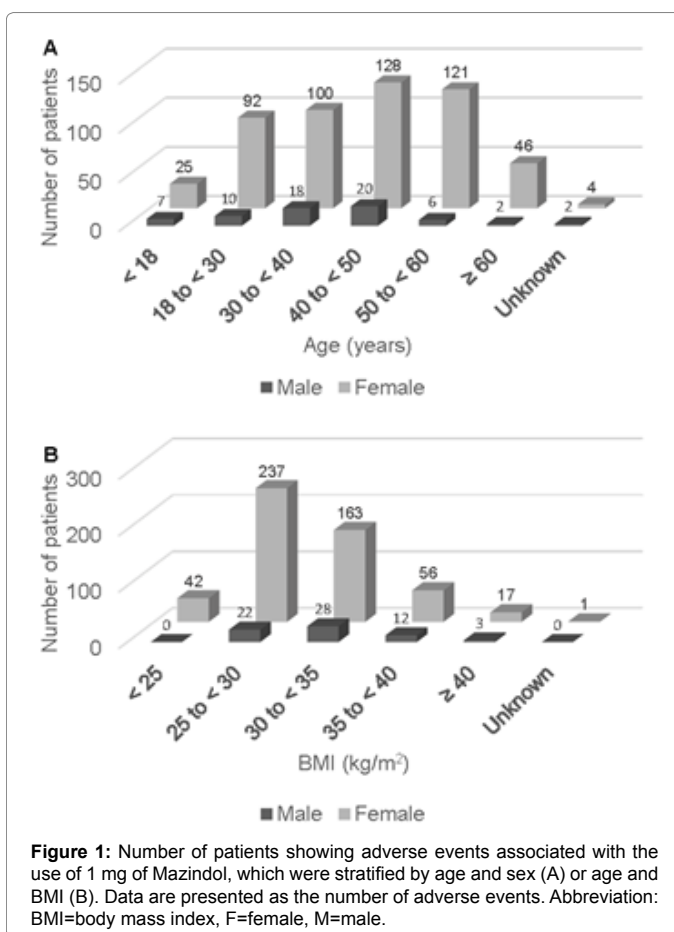 A
Number of patients
150
100
50
0
25
92
100
128
121
46
4
7
10
18
20
6
2
2
< 18
18 to < 30
30 to < 40
40 to < 50
50 to < 60
≥ 60
Unknown
Age (years)
Male Female
B
Number of patients
300
200
100
0
42
237
163
56
17
1
0
22
28
12
3
0
< 25
25 to < 30
30 to < 35
35 to < 40
≥ 40
Unknown
BMI (kg/m²)
Male Female
Figure 1: Number of patients showing adverse events associated with the
use of 1 mg of Mazindol, which were stratified by age and sex (A) or age and
BMI (B). Data are presented as the number of adverse events. Abbreviation:
BMI=body mass index, F=female, M=male.